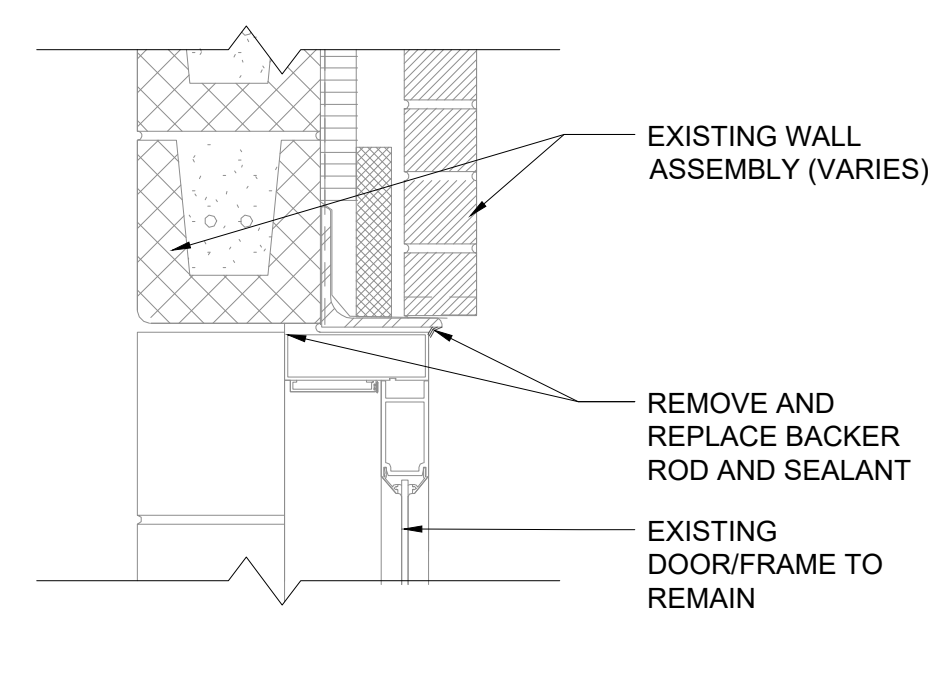 EXISTING WALL
ASSEMBLY (VARIES)
REMOVE AND
REPLACE BACKER
ROD AND SEALANT
EXISTING
DOOR/FRAME TO
REMAIN